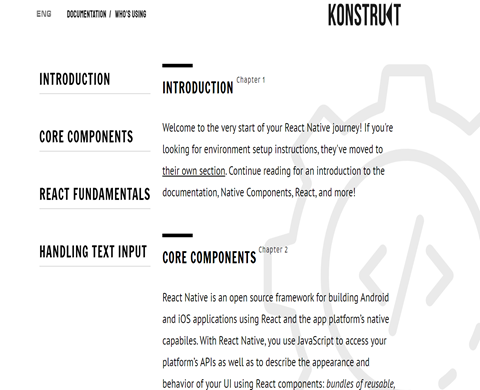 ENG DOCUMENTATION / WHO'S USING
KONSTRUKT
INTRODUCTION
CORE COMPONENTS
REACT FUNDAMENTALS
HANDLING TEXT INPUT
INTRODUCTION Chapter 1
Welcome to the very start of your React Native journey! If you're
looking for environment setup instructions, they've moved to
their own section. Continue reading for an introduction to the
documentation, Native Components, React, and more!
CORE COMPONENTS Chapter 2
React Native is an open source framework for building Android
and iOS applications using React and the app platform's native
capabiles. With React Native, you use JavaScript to access your
platform's APIs as well as to describe the appearance and
behavior of your UI using React components: bundles of reusable,